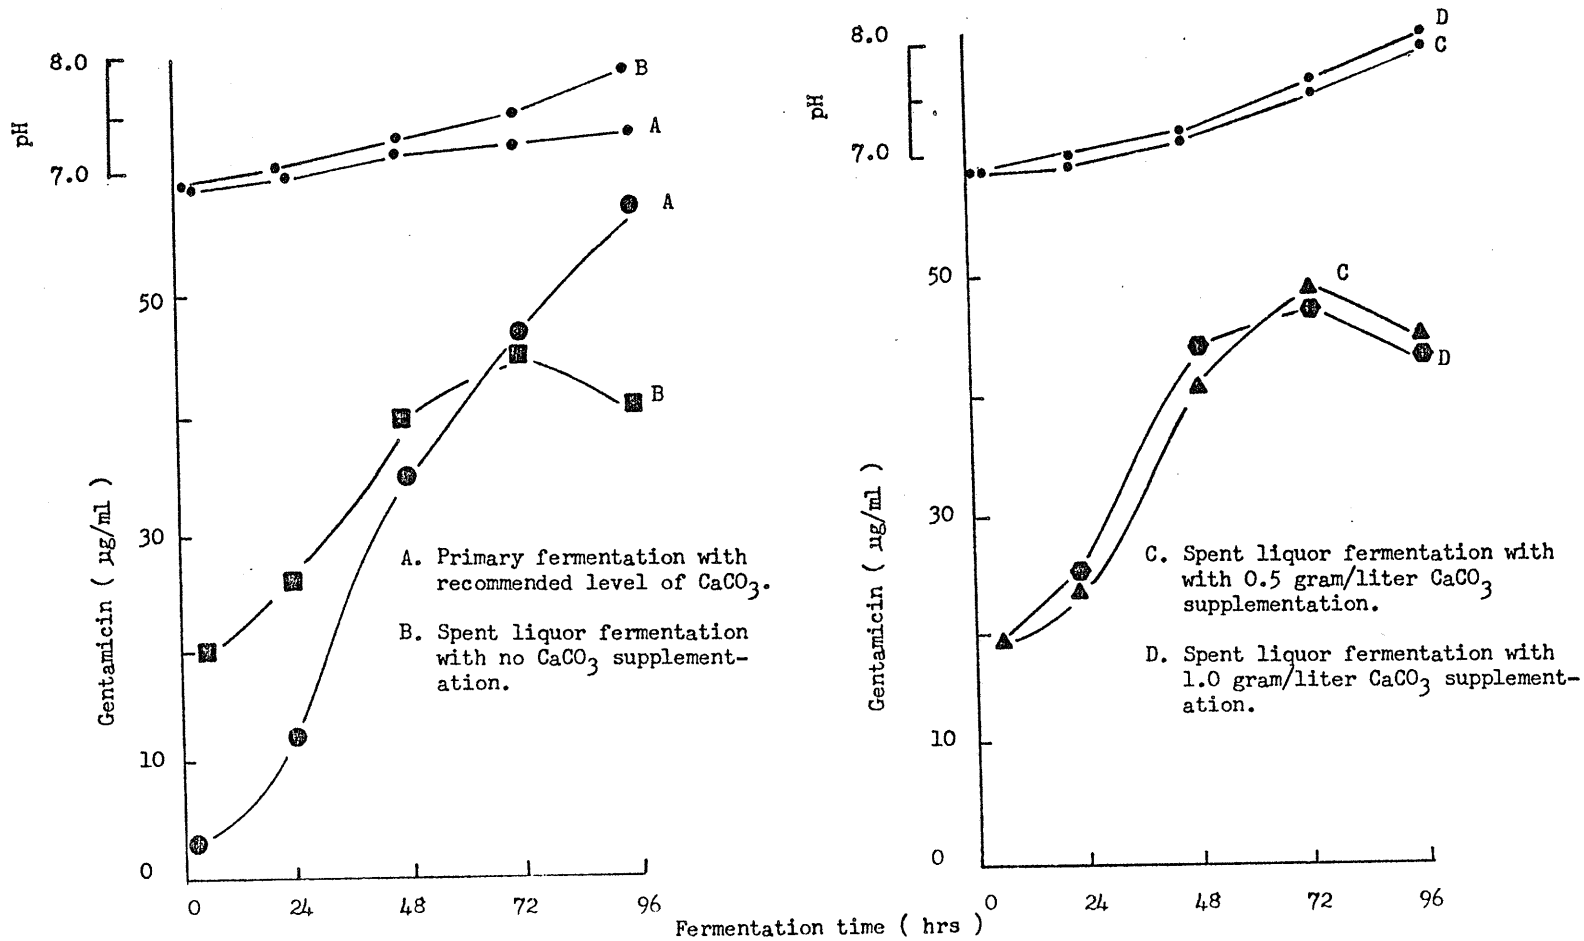 8.0
7.0
pH
B
A
A
B
50
30
10
0
Gentamicin ( µg/ml )
A. Primary fermentation with
recommended level of CaCO3.
B. Spent liquor fermentation
with no CaCO3 supplement-
ation.
0 24 48 72 96
8.0
7.0
pH
D
C
C
D
50
30
10
0
Gentamicin ( µg/ml )
C. Spent liquor fermentation with
with 0.5 gram/liter CaCO3
supplementation.
D. Spent liquor fermentation with
1.0 gram/liter CaCO3 supplement-
ation.
0 24 48 72 96
Fermentation time ( hrs )